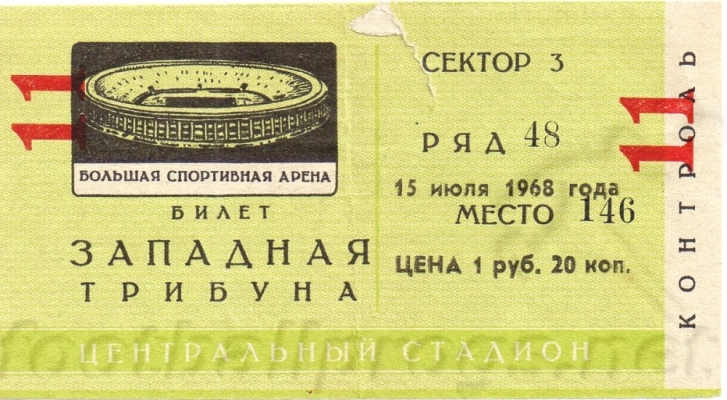 11
БОЛЬШАЯ СПОРТИВНАЯ АРЕНА
БИЛЕТ
ЗАПАДНАЯ
ТРИБУНА
СЕКТОР 3
РЯД 48
15 июля 1968 года
МЕСТО 146
ЦЕНА 1 руб. 20 коп.
ЦЕНТРАЛЬНЫЙ СТАДИОН
11
КОНТРОЛЬ